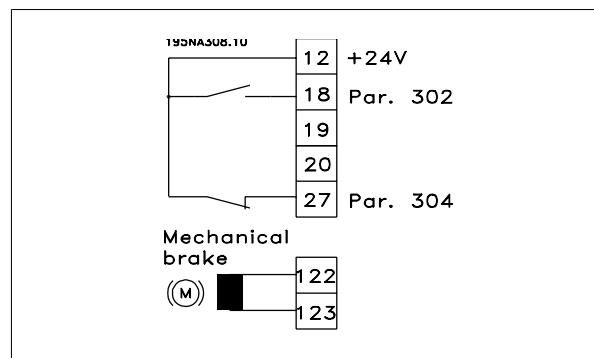 195NA308.10
12 +24V
18 Par. 302
19
20
27 Par. 304
Mechanical
brake
M
122
123